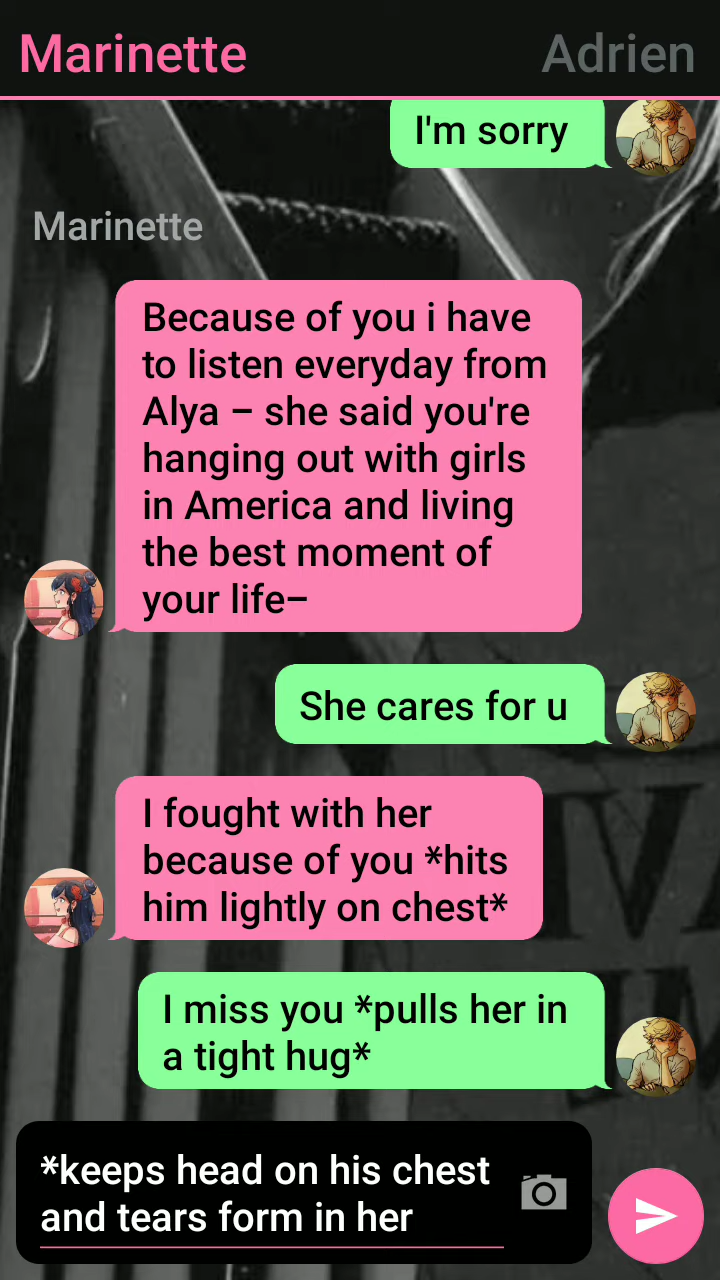 Marinette
Adrien
I'm sorry
Marinette
Because of you i have
to listen everyday from
Alya – she said you're
hanging out with girls
in America and living
the best moment of
your life–
She cares for u
I fought with her
because of you *hits
him lightly on chest*
I miss you *pulls her in
a tight hug*
*keeps head on his chest
and tears form in her